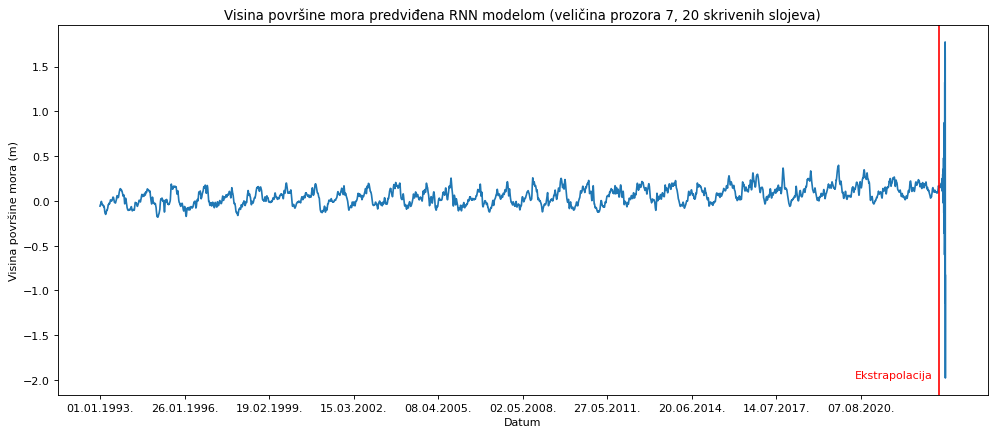 Visina površine mora predviđena RNN modelom (veličina prozora 7, 20 skrivenih slojeva)
Visina površine mora (m)
1.5
1.0
0.5
0.0
−0.5
−1.0
−1.5
−2.0
Ekstrapolacija
01.01.1993. 26.01.1996. 19.02.1999. 15.03.2002. 08.04.2005. 02.05.2008. 27.05.2011. 20.06.2014. 14.07.2017. 07.08.2020.
Datum